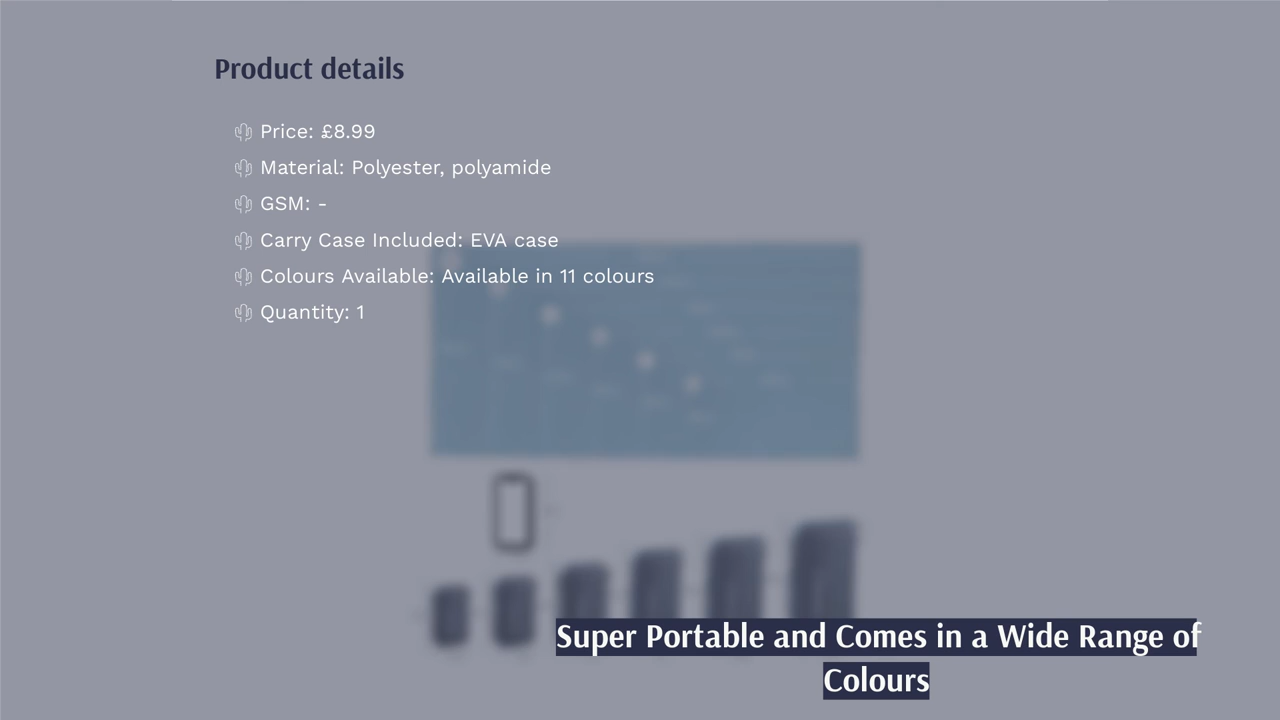 Product details
Price: £8.99
Material: Polyester, polyamide
GSM: -
Carry Case Included: EVA case
Colours Available: Available in 11 colours
Quantity: 1
Super Portable and Comes in a Wide Range of
Colours